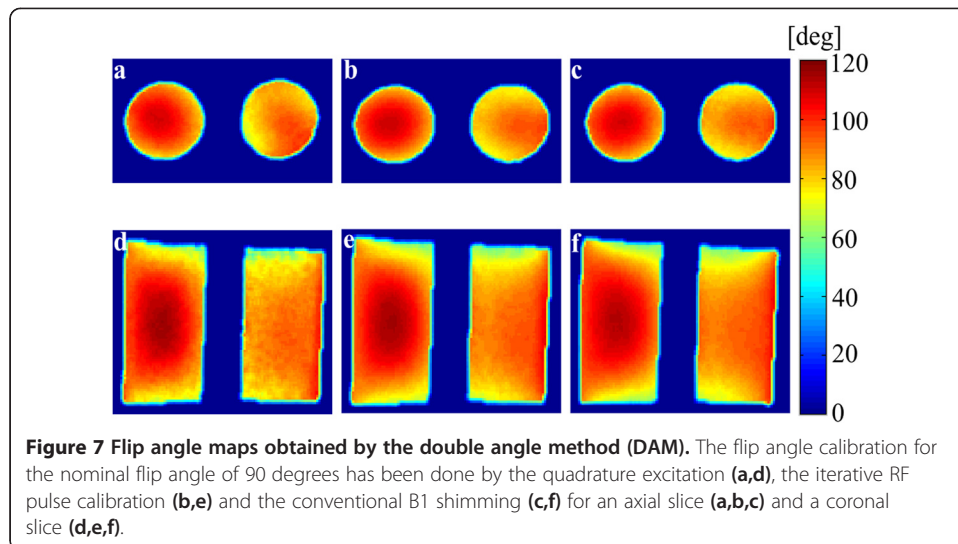 [deg]
a
b
c
120
100
80
60
40
20
0
d
e
f
Figure 7 Flip angle maps obtained by the double angle method (DAM). The flip angle calibration for
the nominal flip angle of 90 degrees has been done by the quadrature excitation (a,d), the iterative RF
pulse calibration (b,e) and the conventional B1 shimming (c,f) for an axial slice (a,b,c) and a coronal
slice (d,e,f).